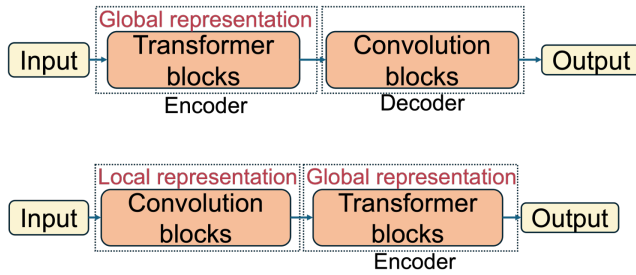 Global representation
Input
Transformer
blocks
Convolution
blocks
Output
Encoder
Decoder
Local representation
Global representation
Input
Convolution
blocks
Transformer
blocks
Output
Encoder